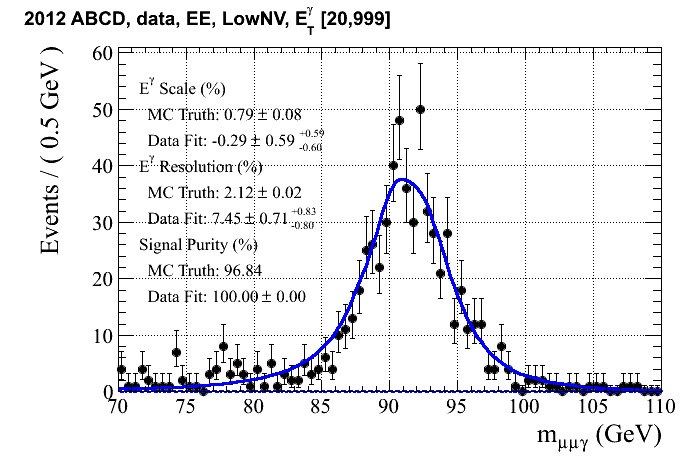 2012 ABCD, data, EE, LowNV, E_T^γ [20,999]
Events / ( 0.5 GeV )
60
50
40
30
20
10
0
E^γ Scale (%)
MC Truth: 0.79 ± 0.08
Data Fit: -0.29 ± 0.59 +0.59 -0.60
E^γ Resolution (%)
MC Truth: 2.12 ± 0.02
Data Fit: 7.45 ± 0.71 +0.83 -0.80
Signal Purity (%)
MC Truth: 96.84
Data Fit: 100.00 ± 0.00
70 75 80 85 90 95 100 105 110
m_μμγ (GeV)